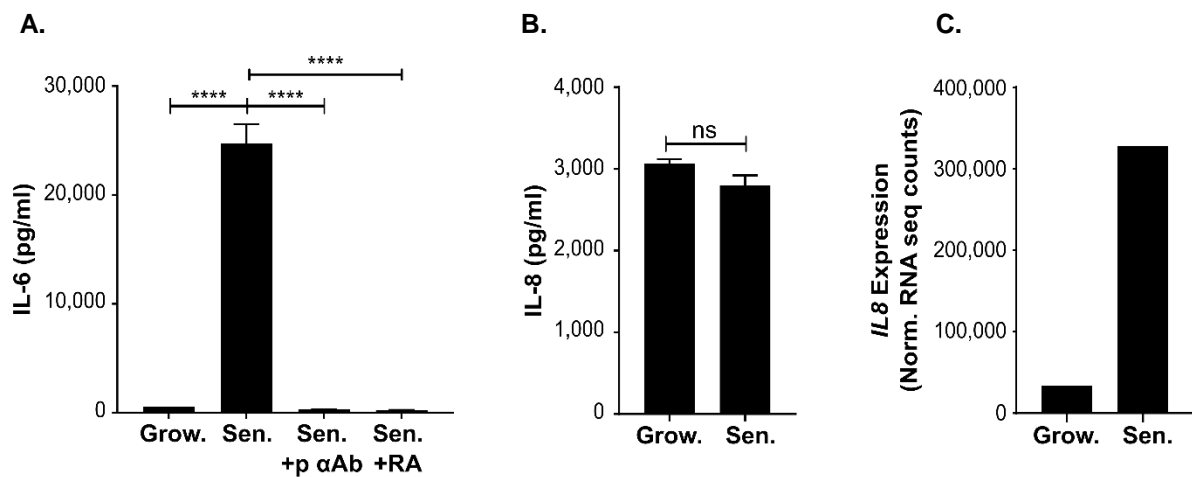 A.
IL-6 (pg/ml)
30,000
20,000
10,000
0
****
**** ****
Grow. Sen. Sen. Sen.
+p αAb +RA
B.
IL-8 (pg/ml)
4,000
3,000
2,000
1,000
0
ns
Grow. Sen.
C.
IL8 Expression
(Norm. RNA seq counts)
400,000
300,000
200,000
100,000
0
Grow. Sen.